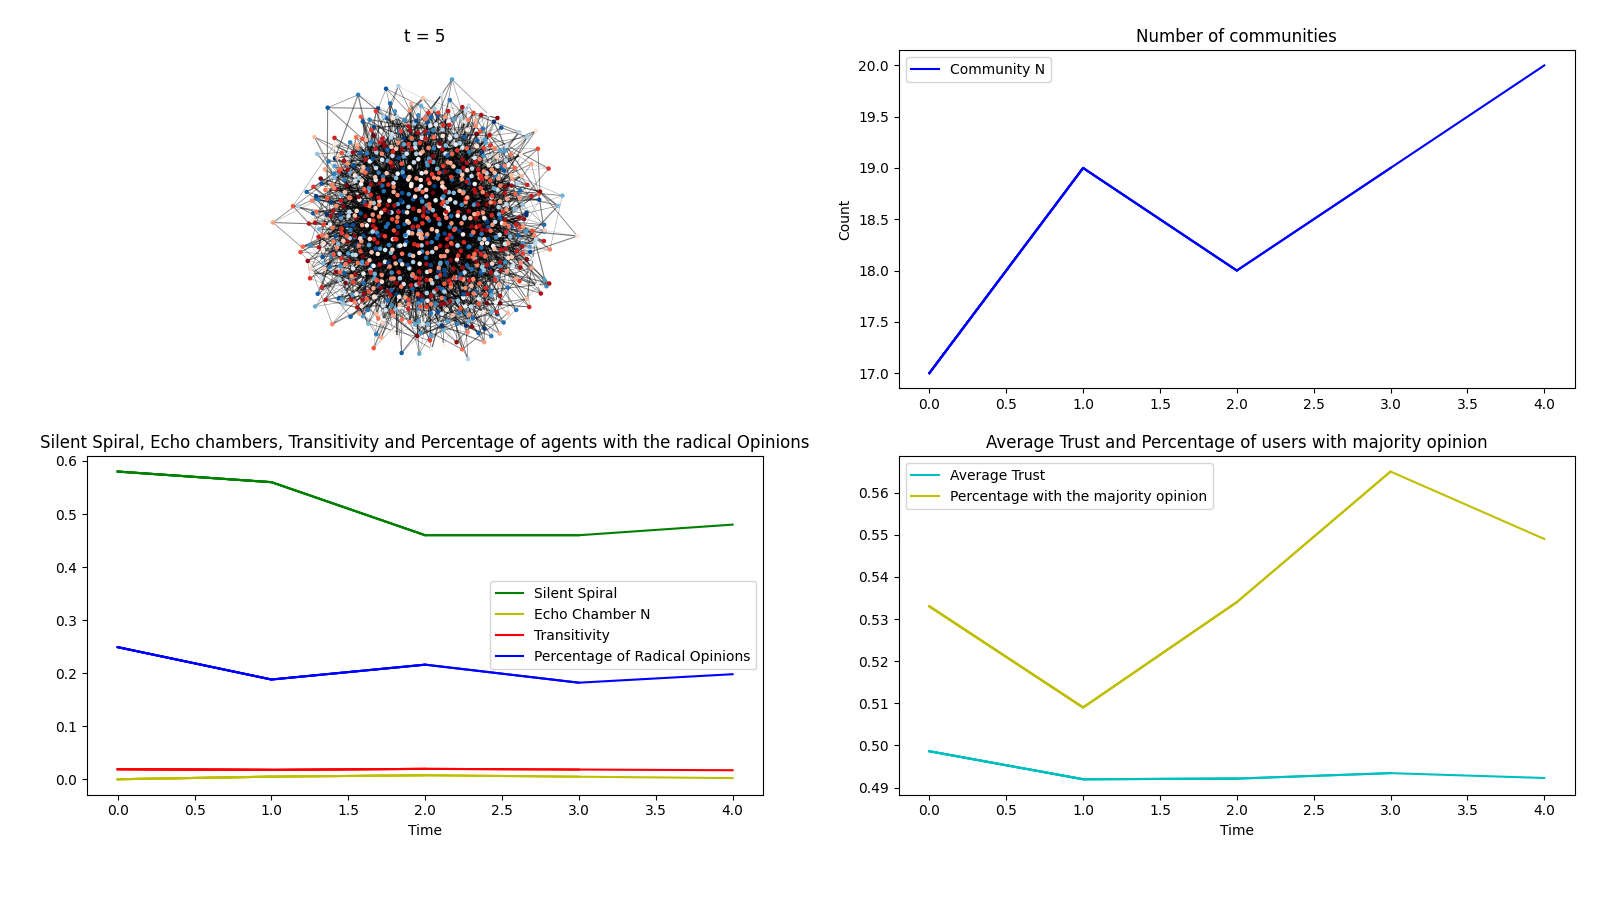 t = 5
Number of communities
Community N
Count
20.0
19.5
19.0
18.5
18.0
17.5
17.0
0.0 0.5 1.0 1.5 2.0 2.5 3.0 3.5 4.0
Silent Spiral, Echo chambers, Transitivity and Percentage of agents with the radical Opinions
0.6
0.5
0.4
0.3
0.2
0.1
0.0
Silent Spiral
Echo Chamber N
Transitivity
Percentage of Radical Opinions
0.0 0.5 1.0 1.5 2.0 2.5 3.0 3.5 4.0
Time
Average Trust and Percentage of users with majority opinion
Average Trust
Percentage with the majority opinion
0.56
0.55
0.54
0.53
0.52
0.51
0.50
0.49
0.0 0.5 1.0 1.5 2.0 2.5 3.0 3.5 4.0
Time